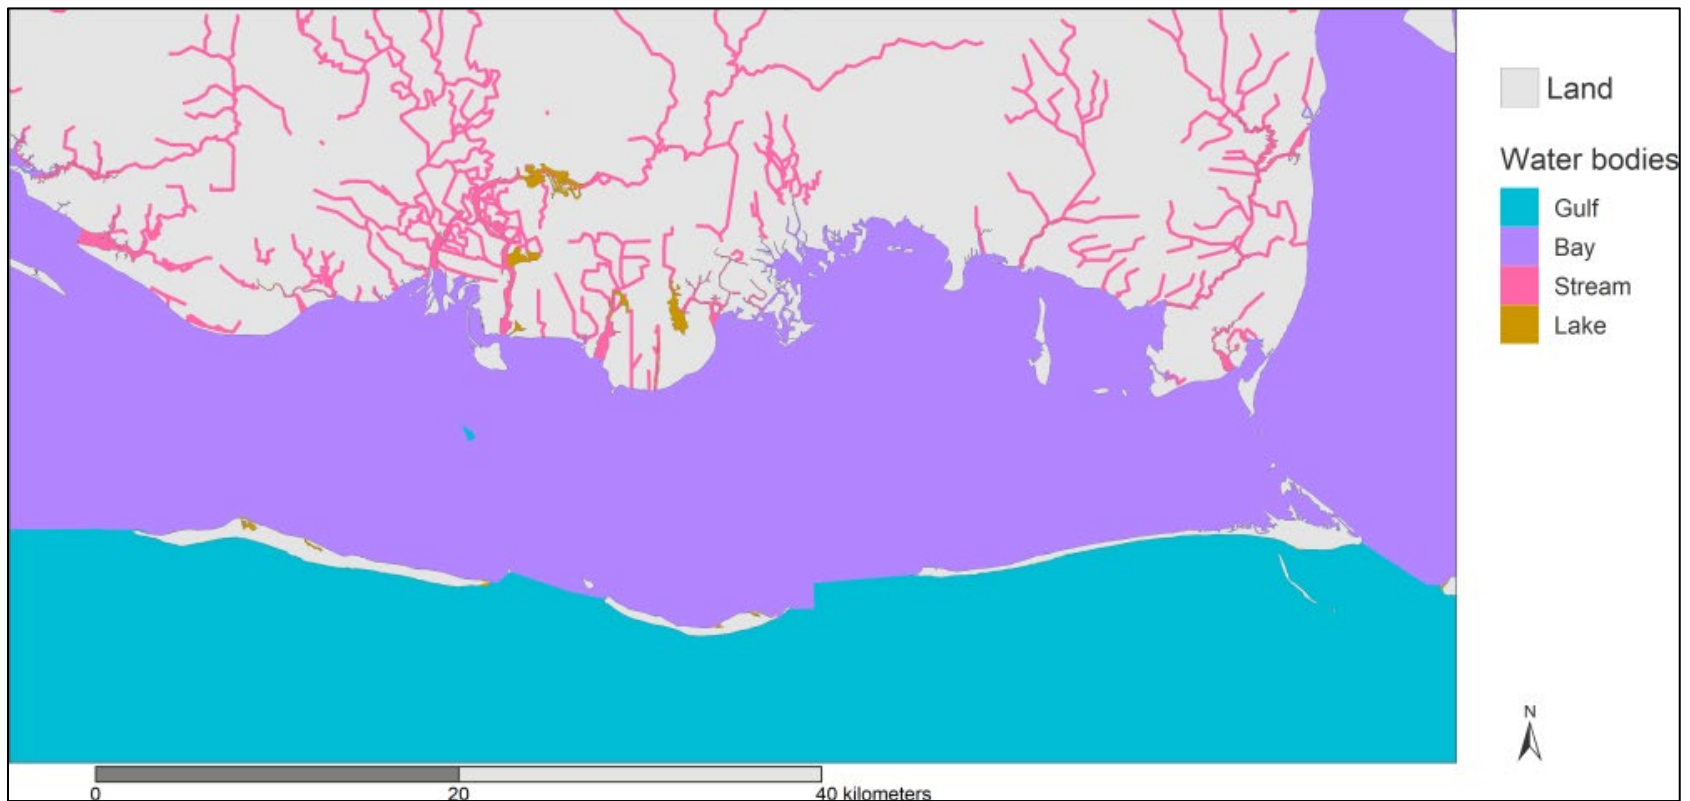 Land
Water bodies
Gulf
Bay
Stream
Lake
N
0 20 40 kilometers